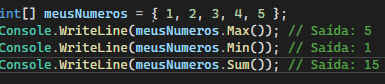 int[] meusNumeros = { 1, 2, 3, 4, 5 };
Console.WriteLine(meusNumeros.Max()); // Saída: 5
Console.WriteLine(meusNumeros.Min()); // Saída: 1
Console.WriteLine(meusNumeros.Sum()); // Saída: 15